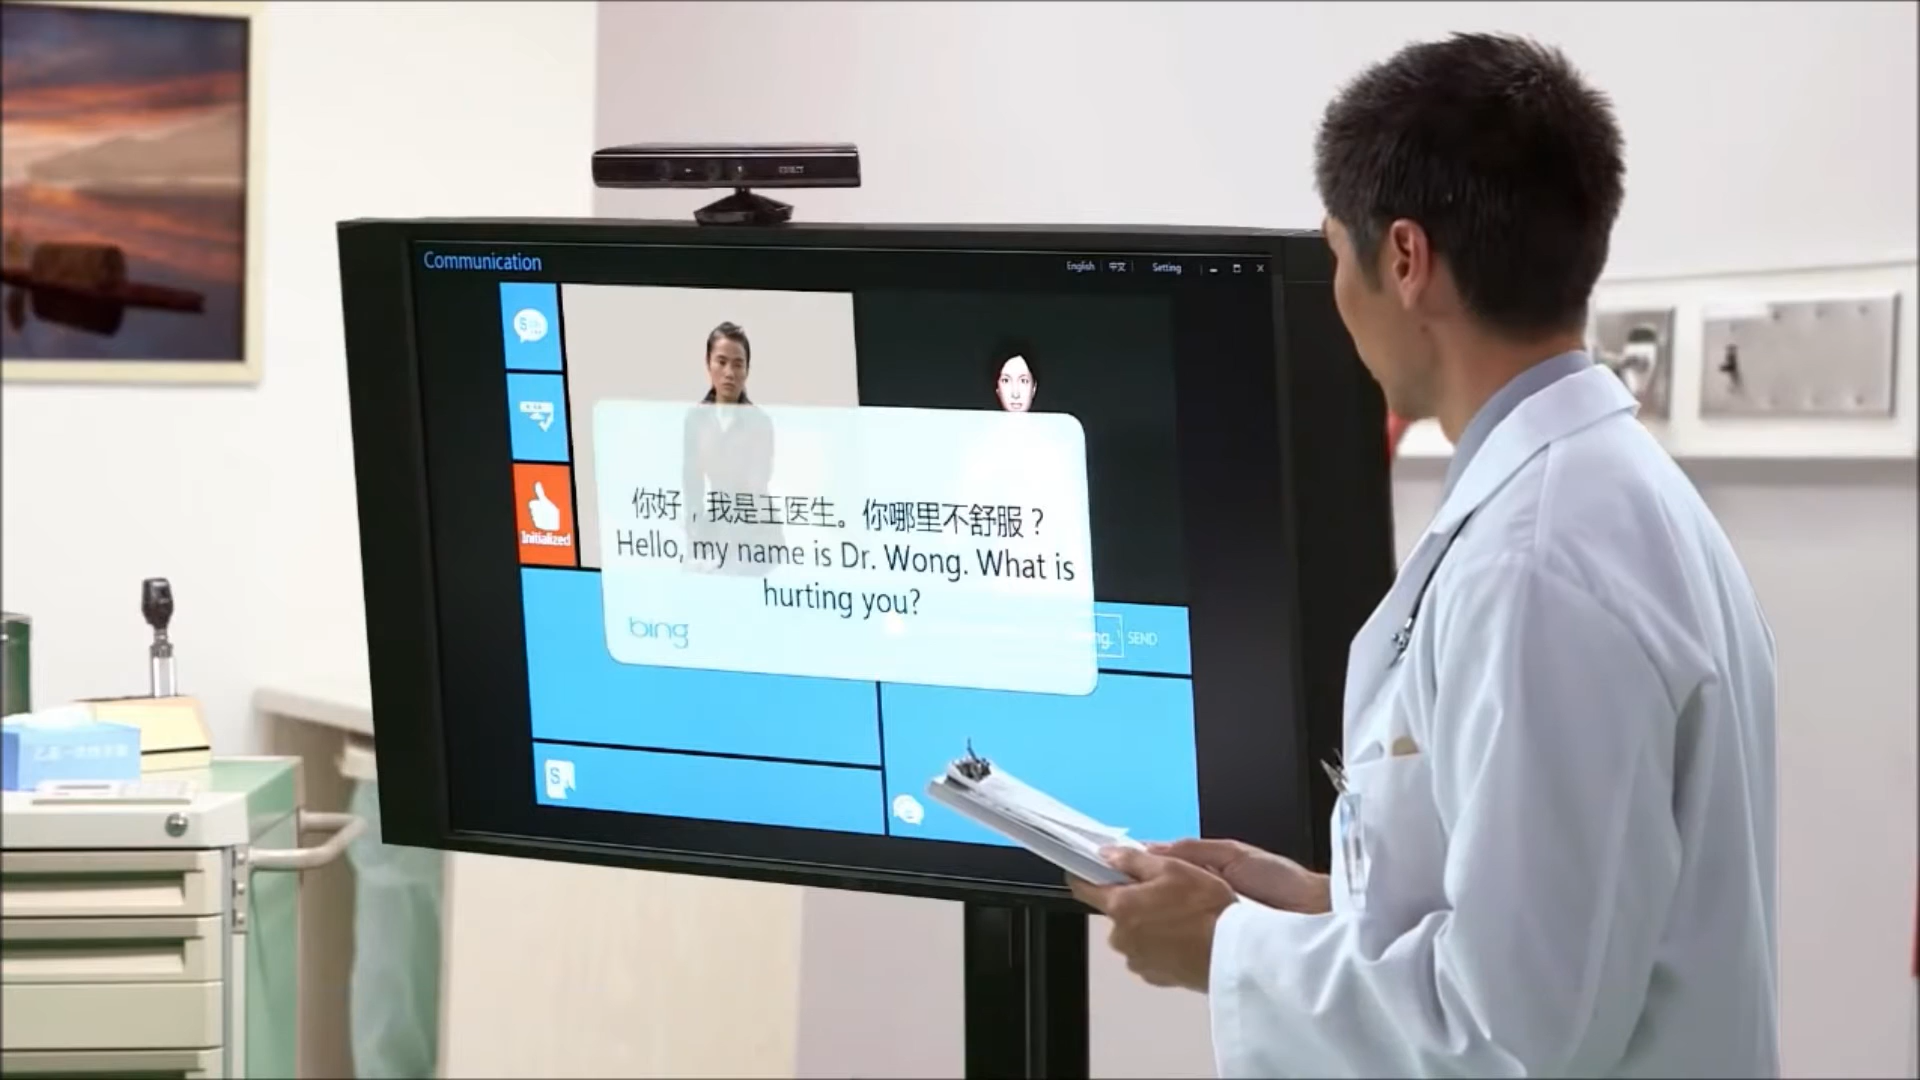 Communication
English 中文 Setting
Initialized
你好，我是王医生。你哪里不舒服？
Hello, my name is Dr. Wong. What is
hurting you?
bing
ng. SEND